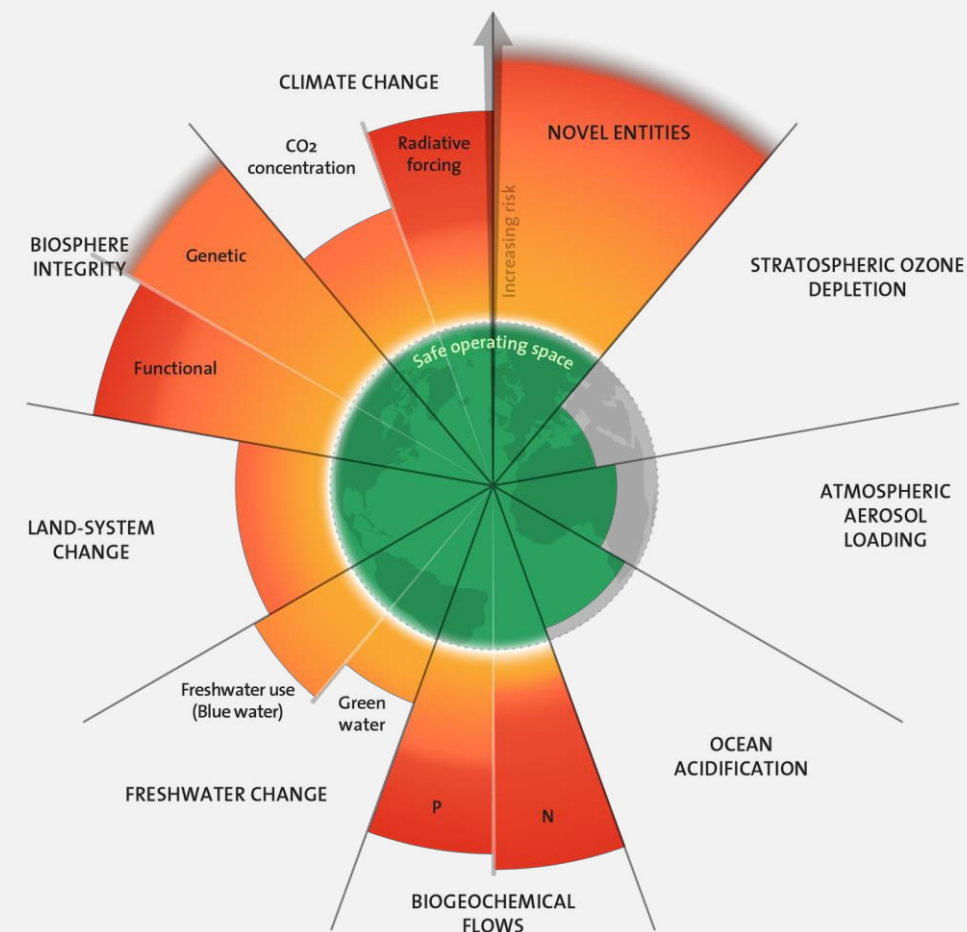 CLIMATE CHANGE
CO2
concentration
Radiative
forcing
NOVEL ENTITIES
Increasing risk
BIOSPHERE
INTEGRITY
Genetic
Functional
STRATOSPHERIC OZONE
DEPLETION
Safe operating space
LAND-SYSTEM
CHANGE
ATMOSPHERIC
AEROSOL
LOADING
Freshwater use
(Blue water)
Green
water
FRESHWATER CHANGE
OCEAN
ACIDIFICATION
P
N
BIOGEOCHEMICAL
FLOWS